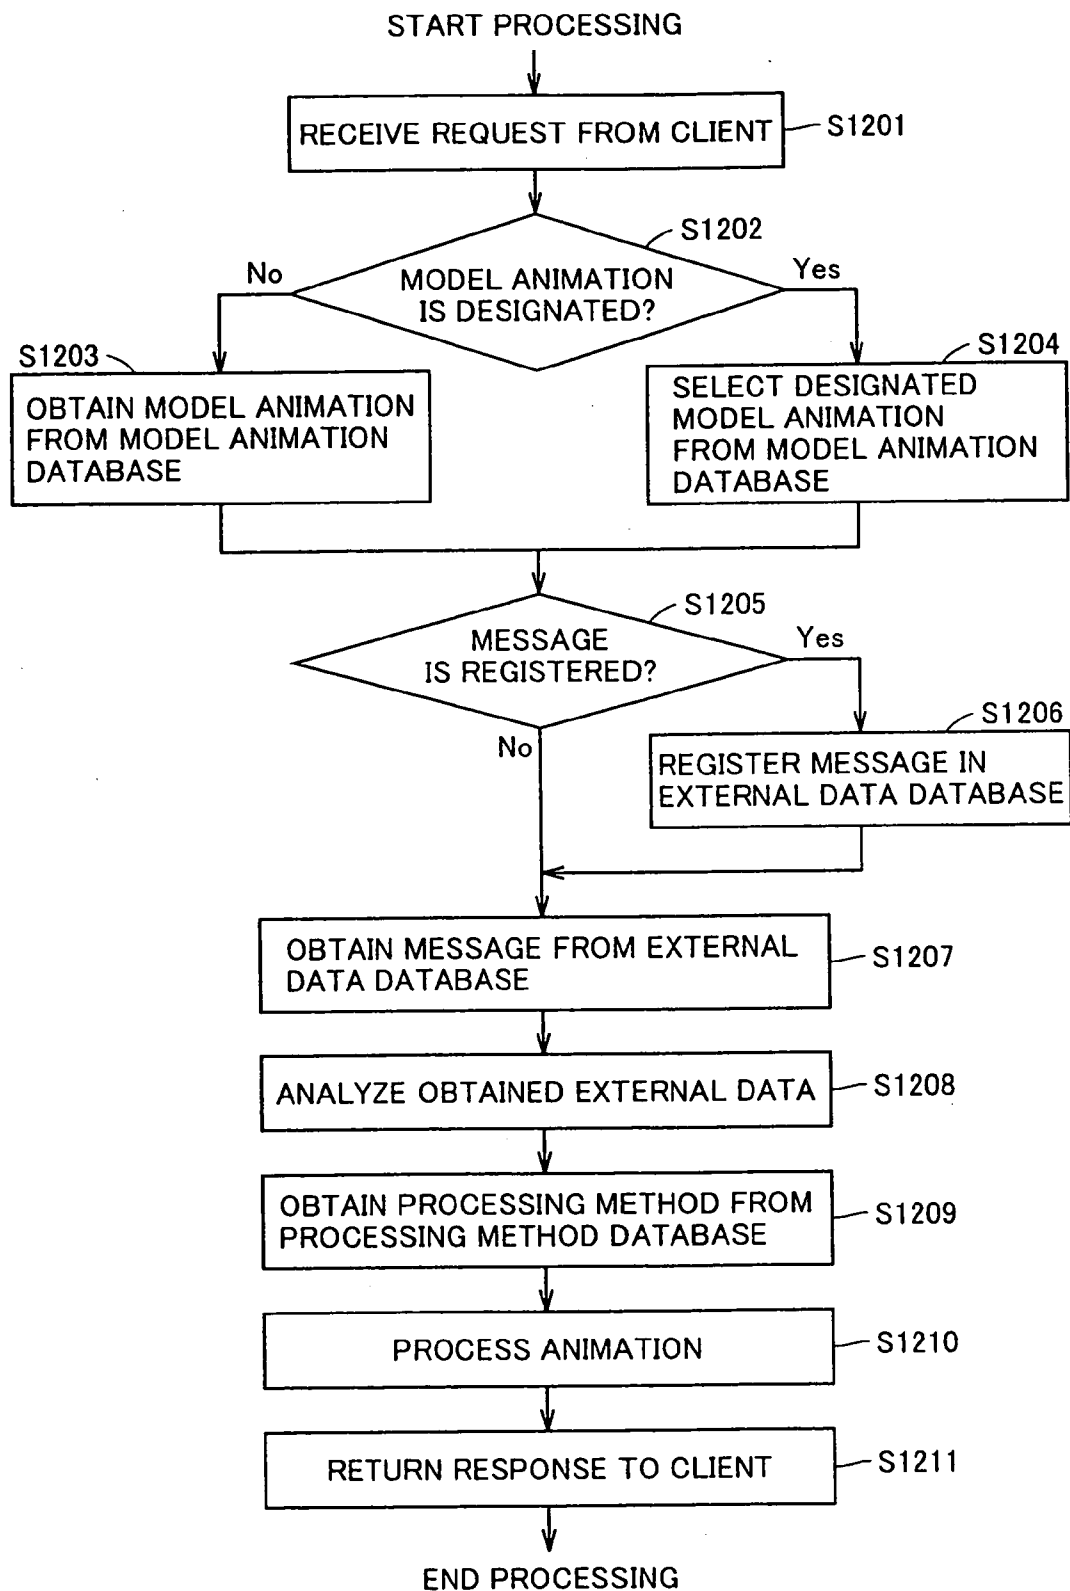 START PROCESSING
RECEIVE REQUEST FROM CLIENT
S1201
S1202
MODEL ANIMATION
IS DESIGNATED?
No
Yes
S1203
OBTAIN MODEL ANIMATION
FROM MODEL ANIMATION
DATABASE
S1204
SELECT DESIGNATED
MODEL ANIMATION
FROM MODEL ANIMATION
DATABASE
S1205
MESSAGE
IS REGISTERED?
Yes
No
S1206
REGISTER MESSAGE IN
EXTERNAL DATA DATABASE
OBTAIN MESSAGE FROM EXTERNAL
DATA DATABASE
S1207
ANALYZE OBTAINED EXTERNAL DATA
S1208
OBTAIN PROCESSING METHOD FROM
PROCESSING METHOD DATABASE
S1209
PROCESS ANIMATION
S1210
RETURN RESPONSE TO CLIENT
S1211
END PROCESSING